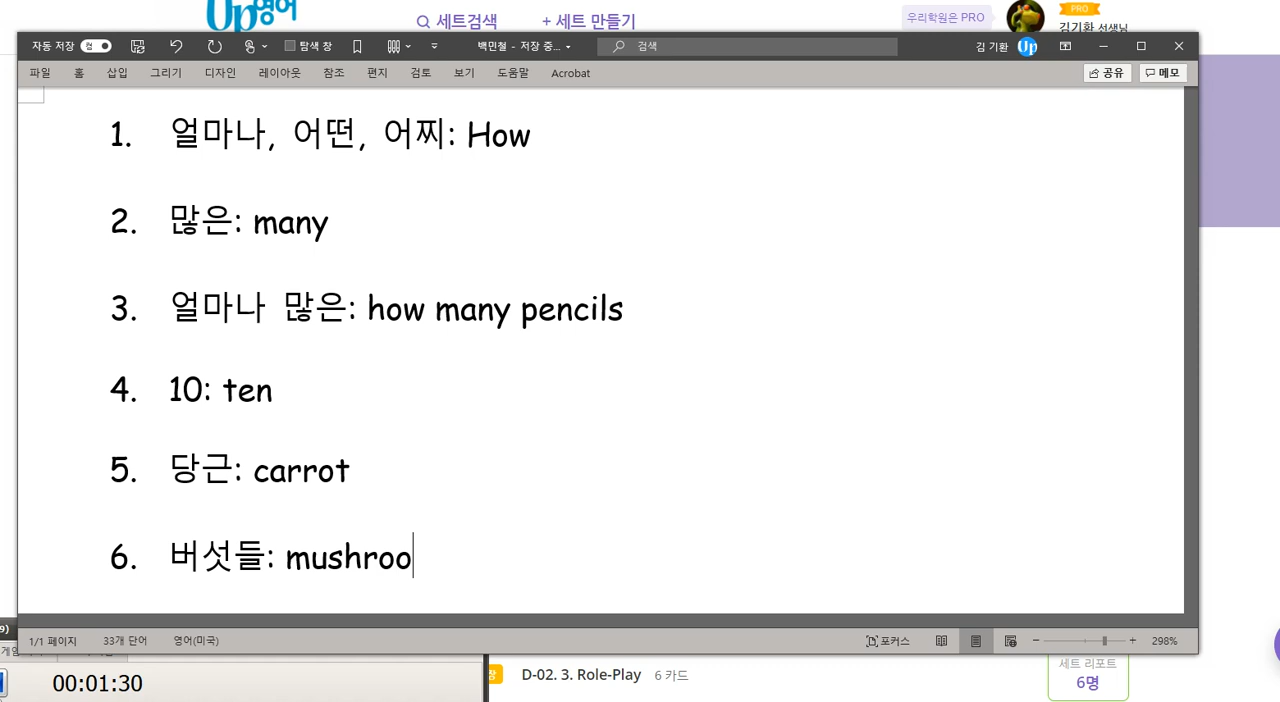 Up영어
세트검색
+ 세트 만들기
우리학원은 PRO
PRO
김기환 선생님
자동 저장
컴
탐색 창
백민철 - 저장 중...
검색
김 기환
Up
파일 홈 삽입 그리기 디자인 레이아웃 참조 편지 검토 보기 도움말 Acrobat
공유
메모
1. 얼마나, 어떤, 어찌: How
2. 많은: many
3. 얼마나 많은: how many pencils
4. 10: ten
5. 당근: carrot
6. 버섯들: mushroo
1/1 페이지 33개 단어 영어(미국)
포커스
298%
00:01:30
D-02. 3. Role-Play 6 카드
세트 리포트
6명